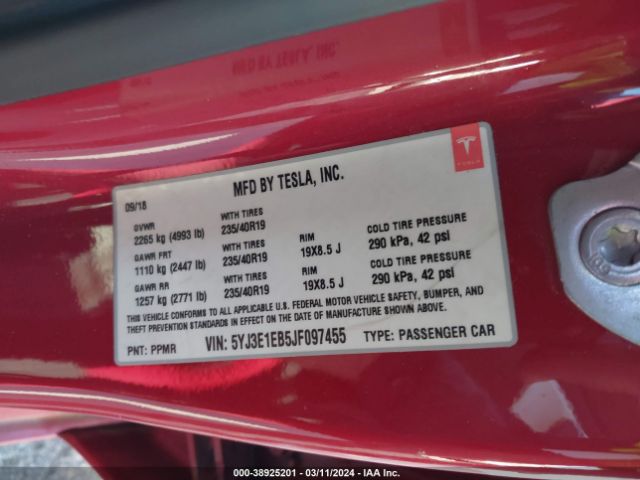 MFD BY TESLA, INC.
TESLA
09/18
GVWR WITH TIRES
2265 kg (4993 lb) 235/40R19
GAWR FRT WITH TIRES RIM COLD TIRE PRESSURE
1110 kg (2447 lb) 235/40R19 19X8.5 J 290 kPa, 42 psi
GAWR RR WITH TIRES RIM COLD TIRE PRESSURE
1257 kg (2771 lb) 235/40R19 19X8.5 J 290 kPa, 42 psi
THIS VEHICLE CONFORMS TO ALL APPLICABLE U.S. FEDERAL MOTOR VEHICLE SAFETY, BUMPER, AND
THEFT PREVENTION STANDARDS IN EFFECT ON THE DATE OF MANUFACTURE SHOWN ABOVE.
PNT: PPMR VIN: 5YJ3E1EB5JF097455 TYPE: PASSENGER CAR
000-38925201 - 03/11/2024 - IAA Inc.